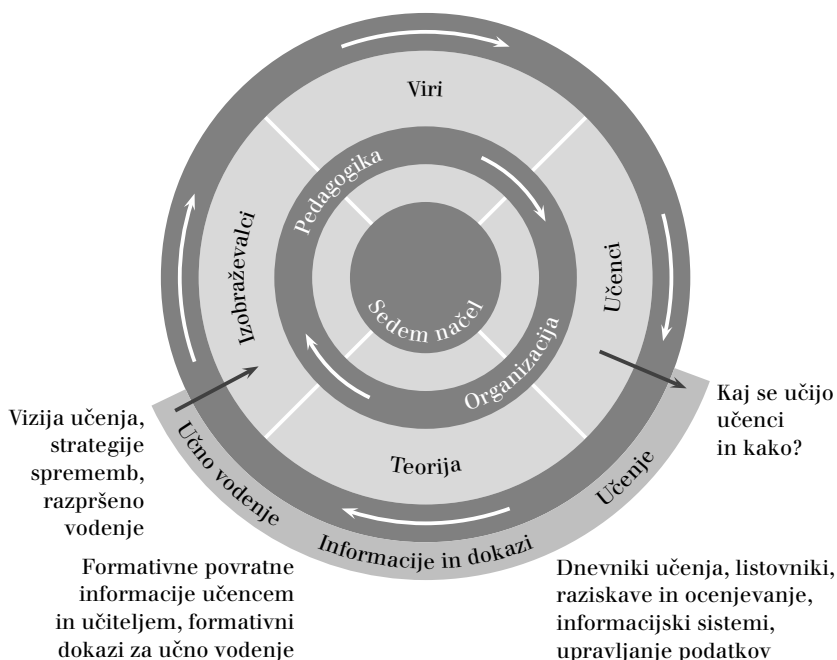 Viri
Pedagogika
Izobraževalci
Učenci
Sedem načel
Organizacija
Teorija
Vizija učenja,
strategije
sprememb,
razpršeno
vodenje
Učno vodenje
Informacije in dokazi
Učenje
Kaj se učijo
učenci
in kako?
Formativne povratne
informacije učencem
in učiteljem, formativni
dokazi za učno vodenje
Dnevniki učenja, listovniki,
raziskave in ocenjevanje,
informacijski sistemi,
upravljanje podatkov